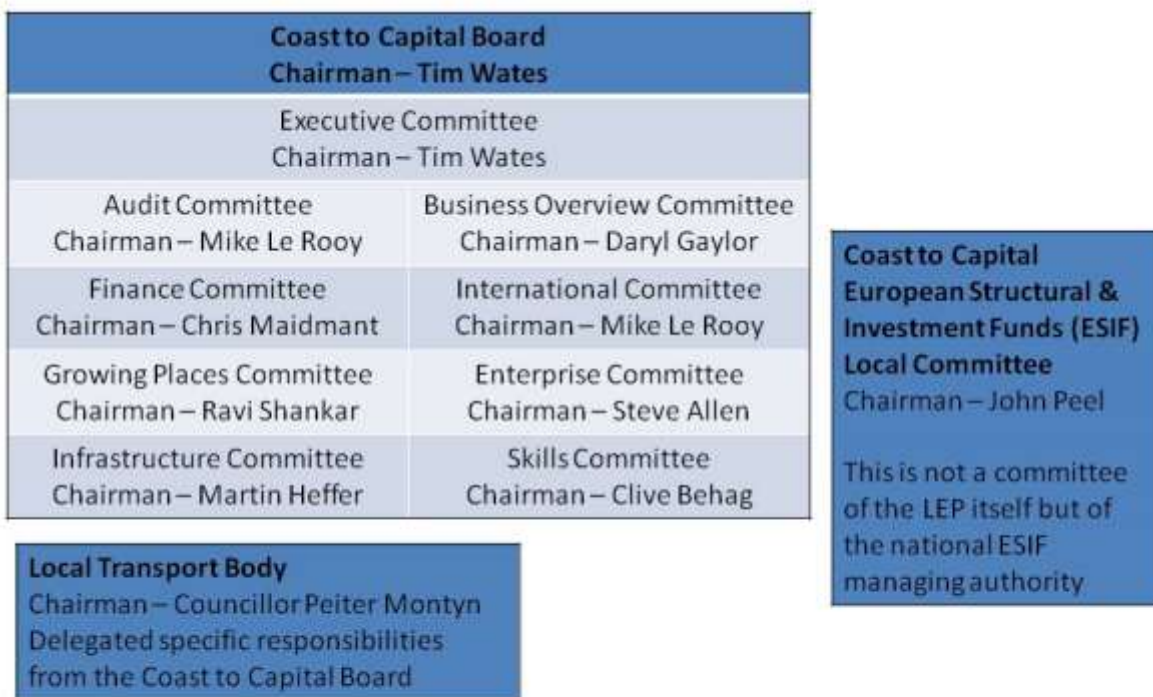 Coast to Capital Board
Chairman – Tim Wates
Executive Committee
Chairman – Tim Wates
Audit Committee
Chairman – Mike Le Rooy
Business Overview Committee
Chairman – Daryl Gaylor
Finance Committee
Chairman – Chris Maidmant
International Committee
Chairman – Mike Le Rooy
Growing Places Committee
Chairman – Ravi Shankar
Enterprise Committee
Chairman – Steve Allen
Infrastructure Committee
Chairman – Martin Heffer
Skills Committee
Chairman – Clive Behag
Coast to Capital
European Structural &
Investment Funds (ESIF)
Local Committee
Chairman – John Peel
This is not a committee
of the LEP itself but of
the national ESIF
managing authority
Local Transport Body
Chairman – Councillor Peiter Montyn
Delegated specific responsibilities
from the Coast to Capital Board